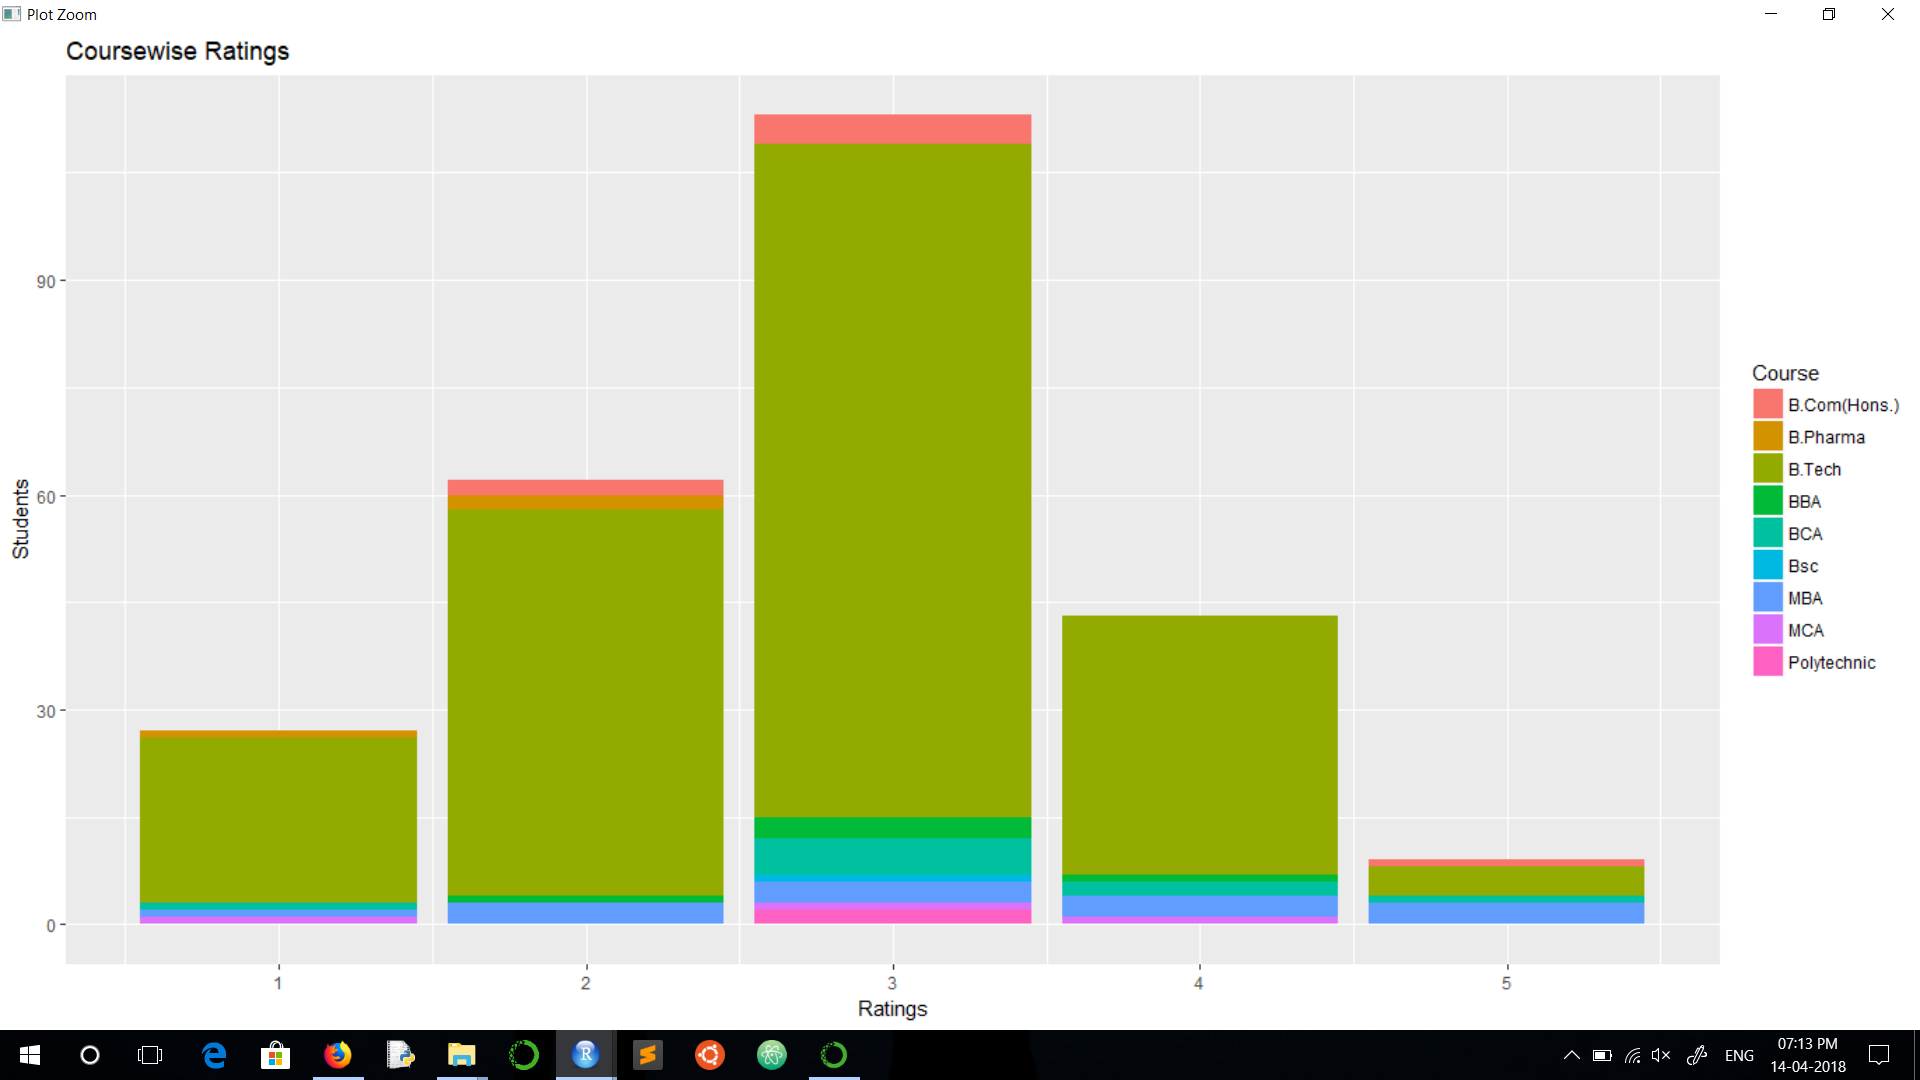 Plot Zoom
Coursewise Ratings
90
60
30
0
Students
1 2 3 4 5
Ratings
Course
B.Com(Hons.)
B.Pharma
B.Tech
BBA
BCA
Bsc
MBA
MCA
Polytechnic
R
ENG
07:13 PM
14-04-2018